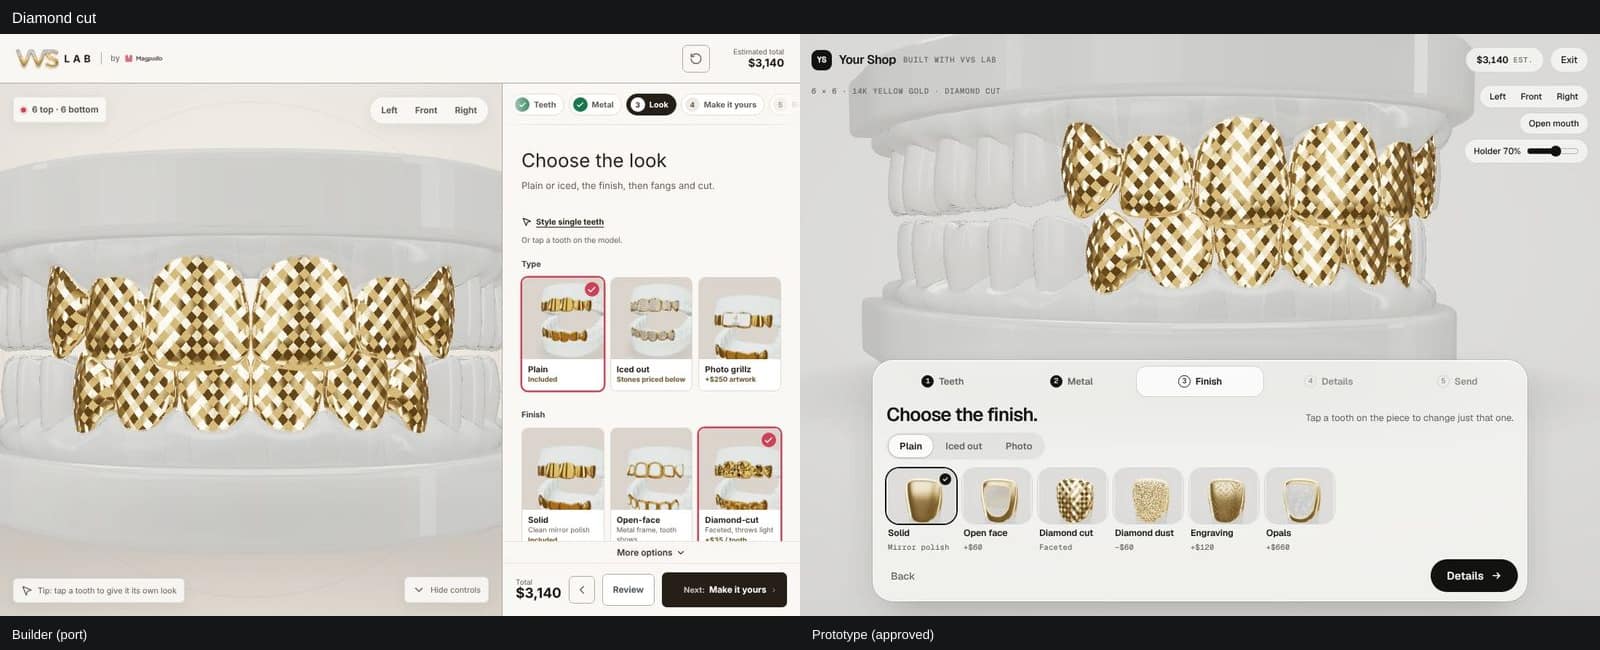 Diamond cut
VVS LAB by Magpudo
Estimated total
$3,140
6 top · 6 bottom
Left Front Right
Teeth Metal 3 Look 4 Make it yours 5
Choose the look
Plain or iced, the finish, then fangs and cut.
Style single teeth
Or tap a tooth on the model.
Type
Plain
Included
Iced out
Stones priced below
Photo grillz
+$250 artwork
Finish
Solid
Clean mirror polish
Included
Open-face
Metal frame, tooth
shows
Diamond-cut
Faceted, throws light
+$35 / tooth
More options
Tip: tap a tooth to give it its own look
Hide controls
Total
$3,140
Review
Next: Make it yours ›
Builder (port)
YS Your Shop BUILT WITH VVS LAB
$3,140 EST. Exit
6 × 6 · 14K YELLOW GOLD · DIAMOND CUT
Left Front Right
Open mouth
Holder 70%
1 Teeth 2 Metal 3 Finish 4 Details 5 Send
Choose the finish.
Tap a tooth on the piece to change just that one.
Plain Iced out Photo
Solid
Mirror polish
Open face
+$60
Diamond cut
Faceted
Diamond dust
−$60
Engraving
+$120
Opals
+$660
Back
Details →
Prototype (approved)